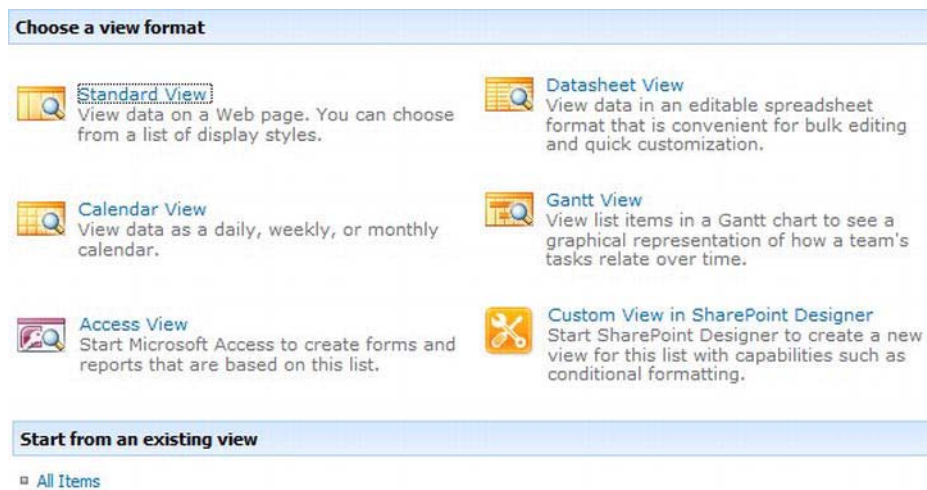 Choose a view format
Standard View
View data on a Web page. You can choose
from a list of display styles.
Datasheet View
View data in an editable spreadsheet
format that is convenient for bulk editing
and quick customization.
Calendar View
View data as a daily, weekly, or monthly
calendar.
Gantt View
View list items in a Gantt chart to see a
graphical representation of how a team's
tasks relate over time.
Access View
Start Microsoft Access to create forms and
reports that are based on this list.
Custom View in SharePoint Designer
Start SharePoint Designer to create a new
view for this list with capabilities such as
conditional formatting.
Start from an existing view
All Items